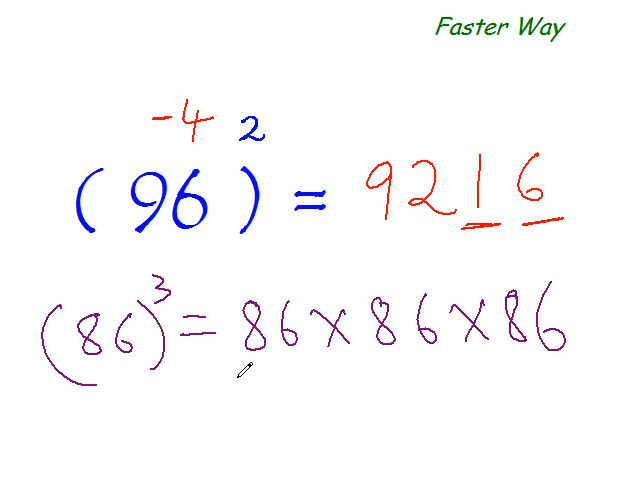 Faster Way
-4 2
( 96 ) = 9216
(86)3 = 86 x 86 x 86